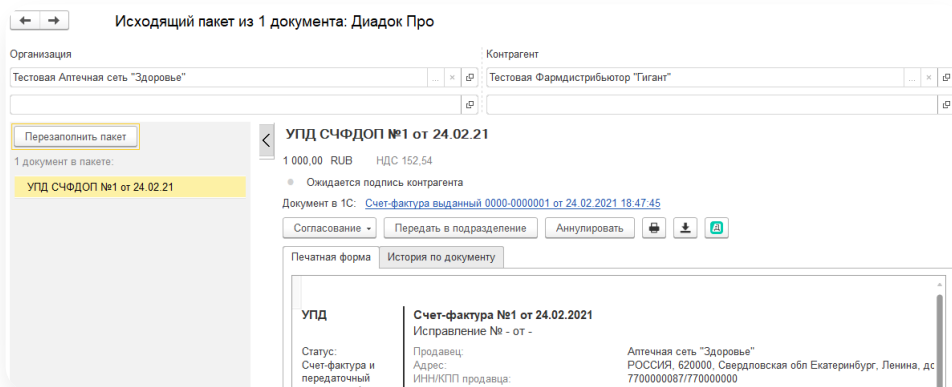 Исходящий пакет из 1 документа: Диадок Про
Организация
Контрагент
Тестовая Аптечная сеть "Здоровье"
Тестовая Фармдистрибьютор "Гигант"
Перезаполнить пакет
1 документ в пакете:
УПД СЧФДОП №1 от 24.02.21
УПД СЧФДОП №1 от 24.02.21
1 000,00 RUB НДС 152,54
Ожидается подпись контрагента
Документ в 1С: Счет-фактура выданный 0000-0000001 от 24.02.2021 18:47:45
Согласование Передать в подразделение Аннулировать
Печатная форма История по документу
УПД
Счет-фактура №1 от 24.02.2021
Исправление № - от -
Статус:
Счет-фактура и
передаточный
Продавец: Аптечная сеть "Здоровье"
Адрес: РОССИЯ, 620000, Свердловская обл Екатеринбург, Ленина, дс
ИНН/КПП продавца: 7700000087/770000000